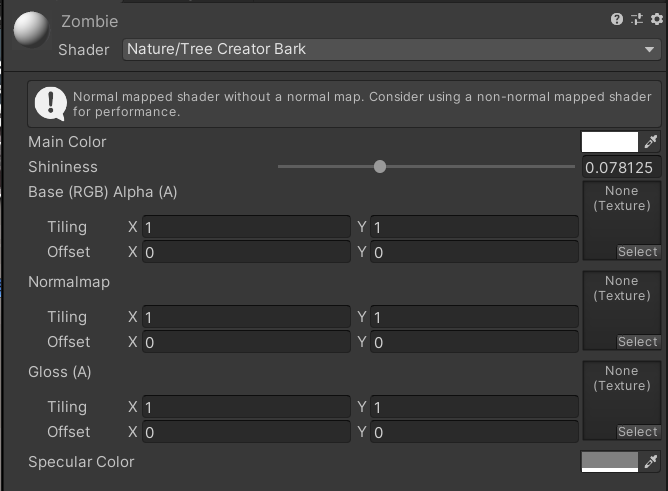 Zombie
Shader Nature/Tree Creator Bark
Normal mapped shader without a normal map. Consider using a non-normal mapped shader
for performance.
Main Color
Shininess 0.078125
Base (RGB) Alpha (A) None
(Texture)
Tiling X 1 Y 1
Offset X 0 Y 0 Select
Normalmap None
(Texture)
Tiling X 1 Y 1
Offset X 0 Y 0 Select
Gloss (A) None
(Texture)
Tiling X 1 Y 1
Offset X 0 Y 0 Select
Specular Color